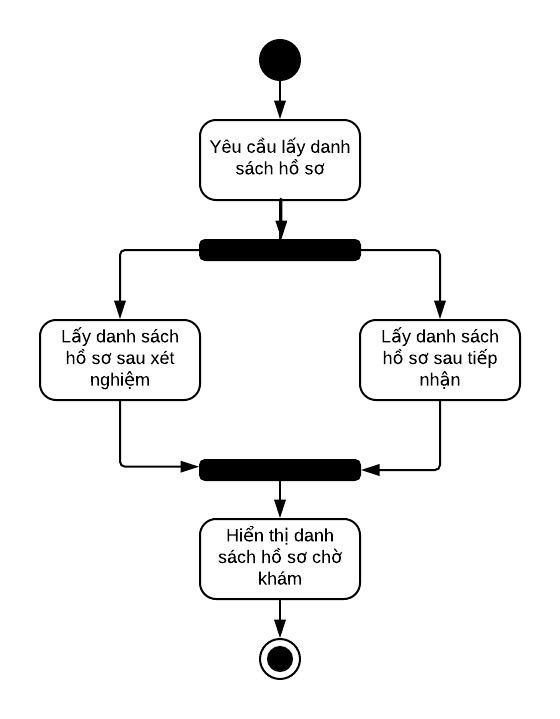 Yêu cầu lấy danh
sách hồ sơ
Lấy danh sách
hồ sơ sau xét
nghiệm
Lấy danh sách
hồ sơ sau tiếp
nhận
Hiển thị danh
sách hồ sơ chờ
khám